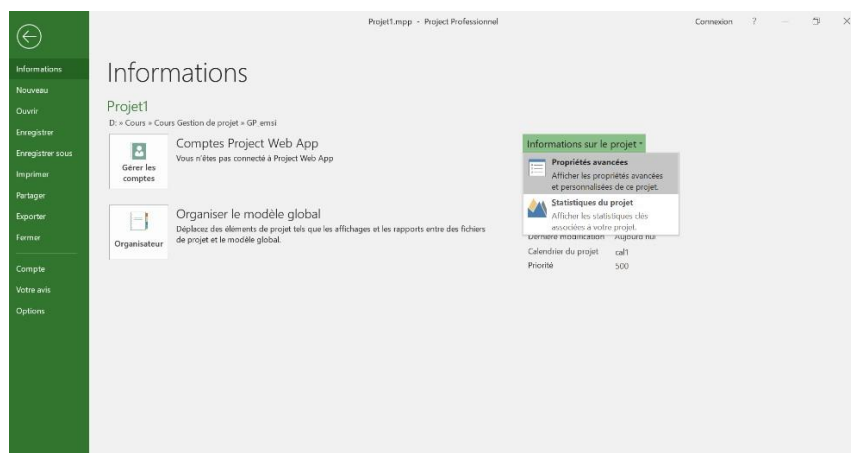 Projet1.mpp - Project Professionnel
Connexion ?
Informations
Nouveau
Ouvrir
Enregistrer
Enregistrer sous
Imprimer
Partager
Exporter
Fermer
Compte
Votre avis
Options
Informations
Projet1
D: » Cours » Cours Gestion de projet » GP_emsi
Gérer les
comptes
Comptes Project Web App
Vous n'êtes pas connecté à Project Web App
Organisateur
Organiser le modèle global
Déplacez des éléments de projet tels que les affichages et les rapports entre des fichiers
de projet et le modèle global.
Informations sur le projet
Propriétés avancées
Afficher les propriétés avancées
et personnalisées de ce projet.
Statistiques du projet
Afficher les statistiques clés
associées à votre projet.
Dernière modification Aujourd'hui
Calendrier du projet cal1
Priorité 500